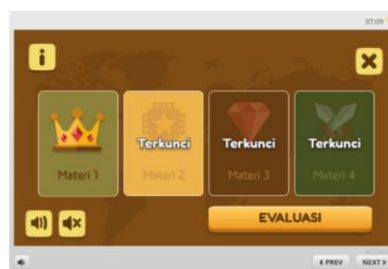 07:09
i
Terkunci
Terkunci
Terkunci
Materi 1
Materi 2
Materi 3
Materi 4
EVALUASI
PREV
NEXT